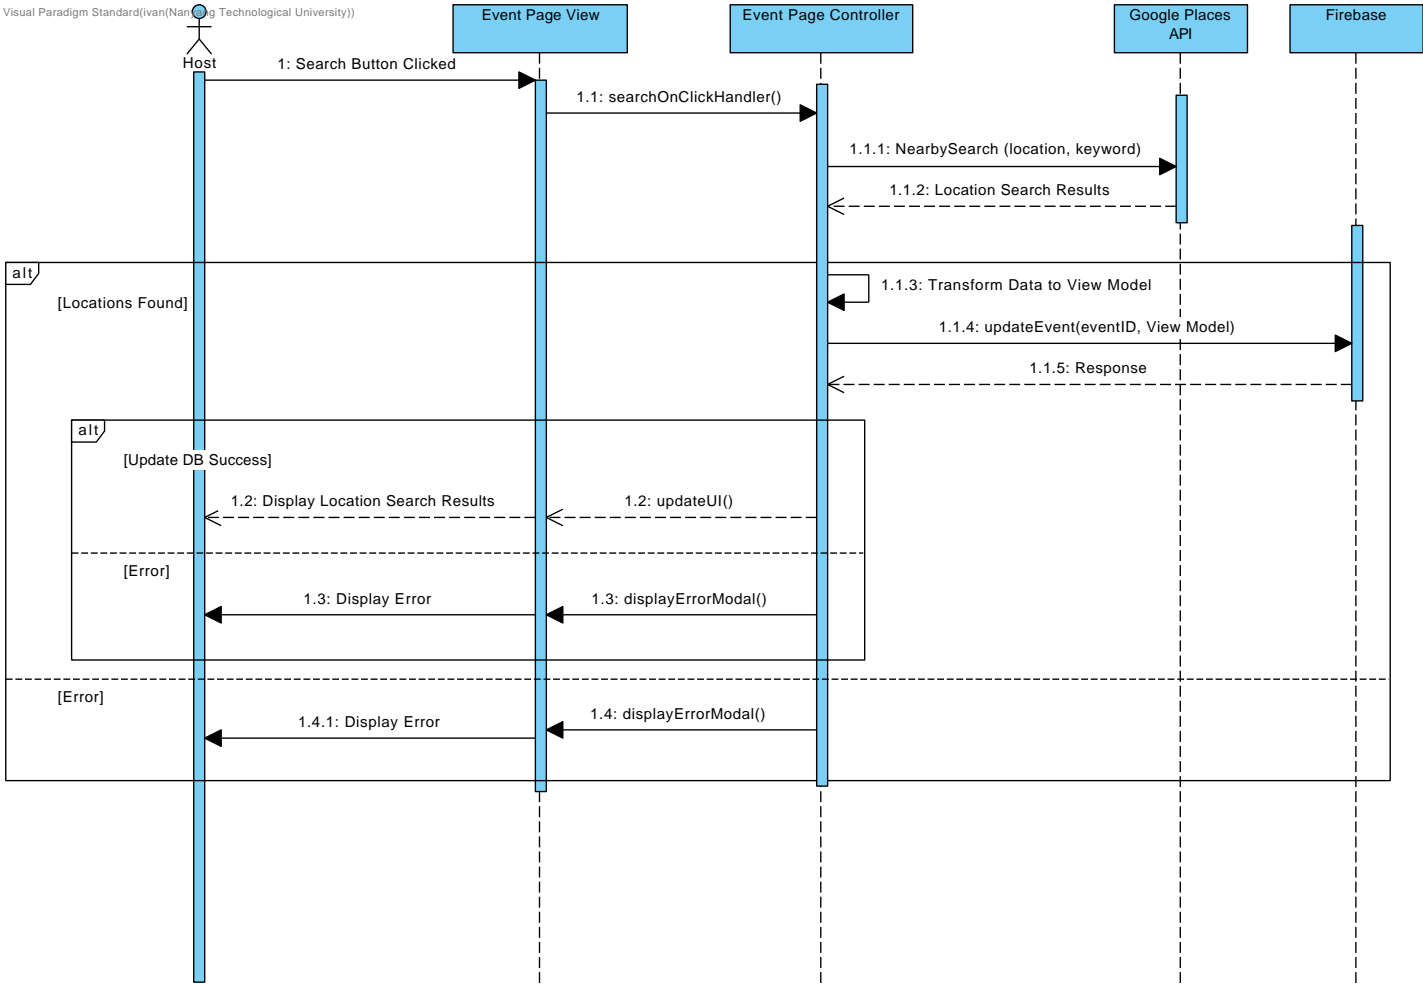 Visual Paradigm Standard(ivan(Nanyang Technological University))
Event Page View
Event Page Controller
Google Places
API
Firebase
Host
1: Search Button Clicked
1.1: searchOnClickHandler()
1.1.1: NearbySearch (location, keyword)
1.1.2: Location Search Results
alt
[Locations Found]
1.1.3: Transform Data to View Model
1.1.4: updateEvent(eventID, View Model)
1.1.5: Response
alt
[Update DB Success]
1.2: Display Location Search Results
1.2: updateUI()
[Error]
1.3: Display Error
1.3: displayErrorModal()
[Error]
1.4.1: Display Error
1.4: displayErrorModal()